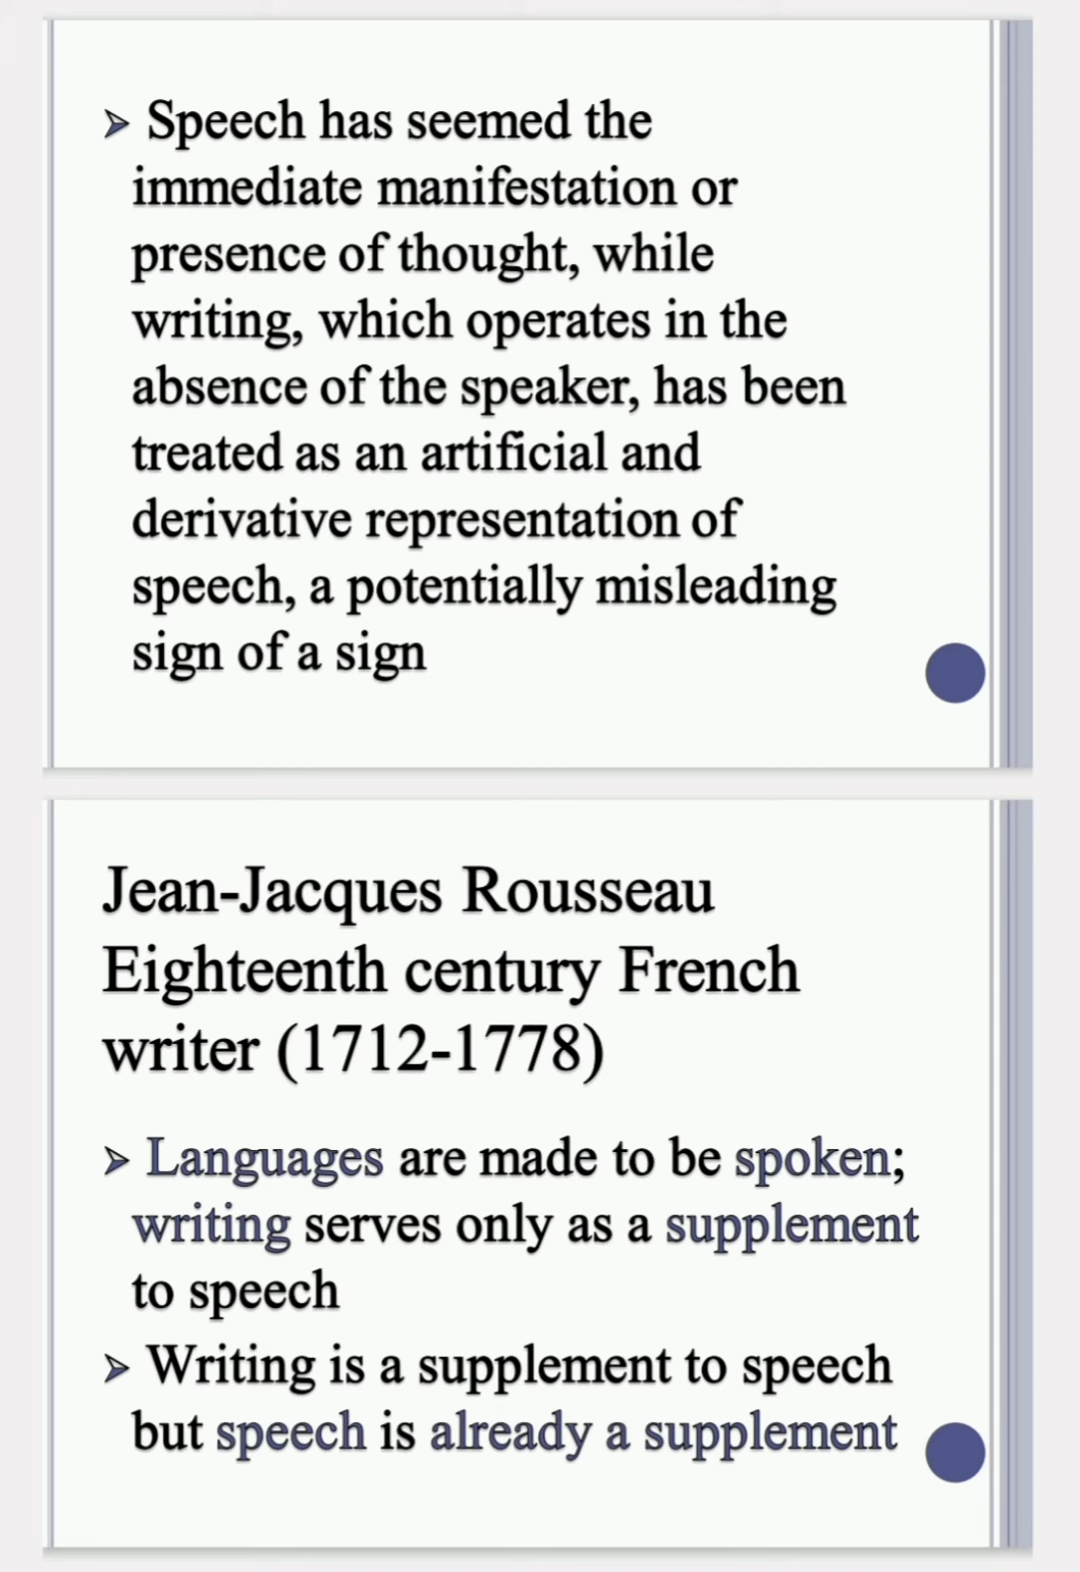 Speech has seemed the
immediate manifestation or
presence of thought, while
writing, which operates in the
absence of the speaker, has been
treated as an artificial and
derivative representation of
speech, a potentially misleading
sign of a sign
Jean-Jacques Rousseau
Eighteenth century French
writer (1712-1778)
Languages are made to be spoken;
writing serves only as a supplement
to speech
Writing is a supplement to speech
but speech is already a supplement